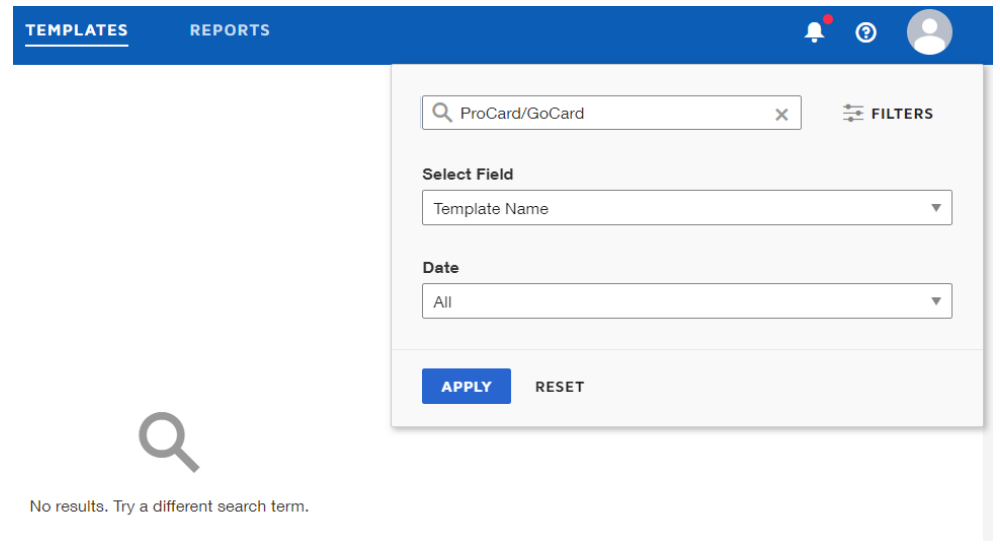 TEMPLATES REPORTS
ProCard/GoCard FILTERS
Select Field
Template Name
Date
All
APPLY RESET
No results. Try a different search term.